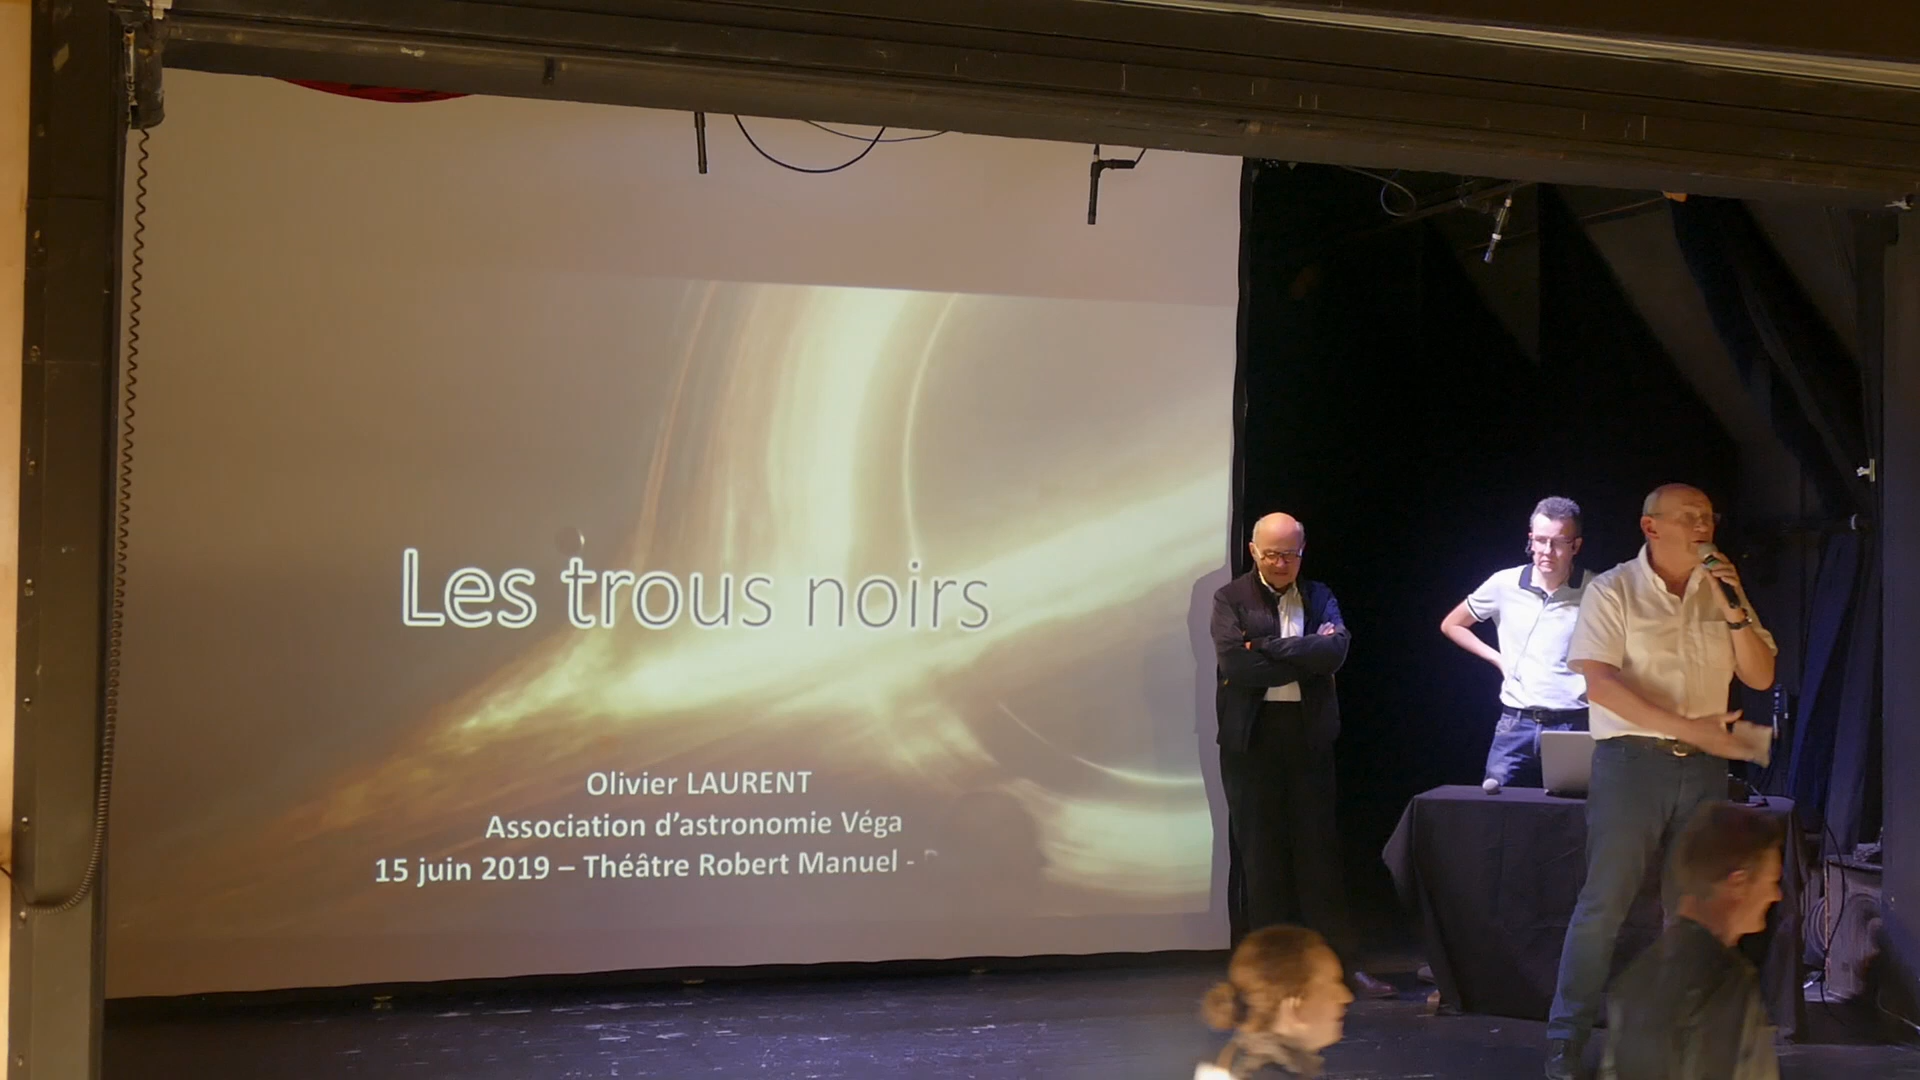 Les trous noirs
Olivier LAURENT
Association d'astronomie Véga
15 juin 2019 – Théâtre Robert Manuel -